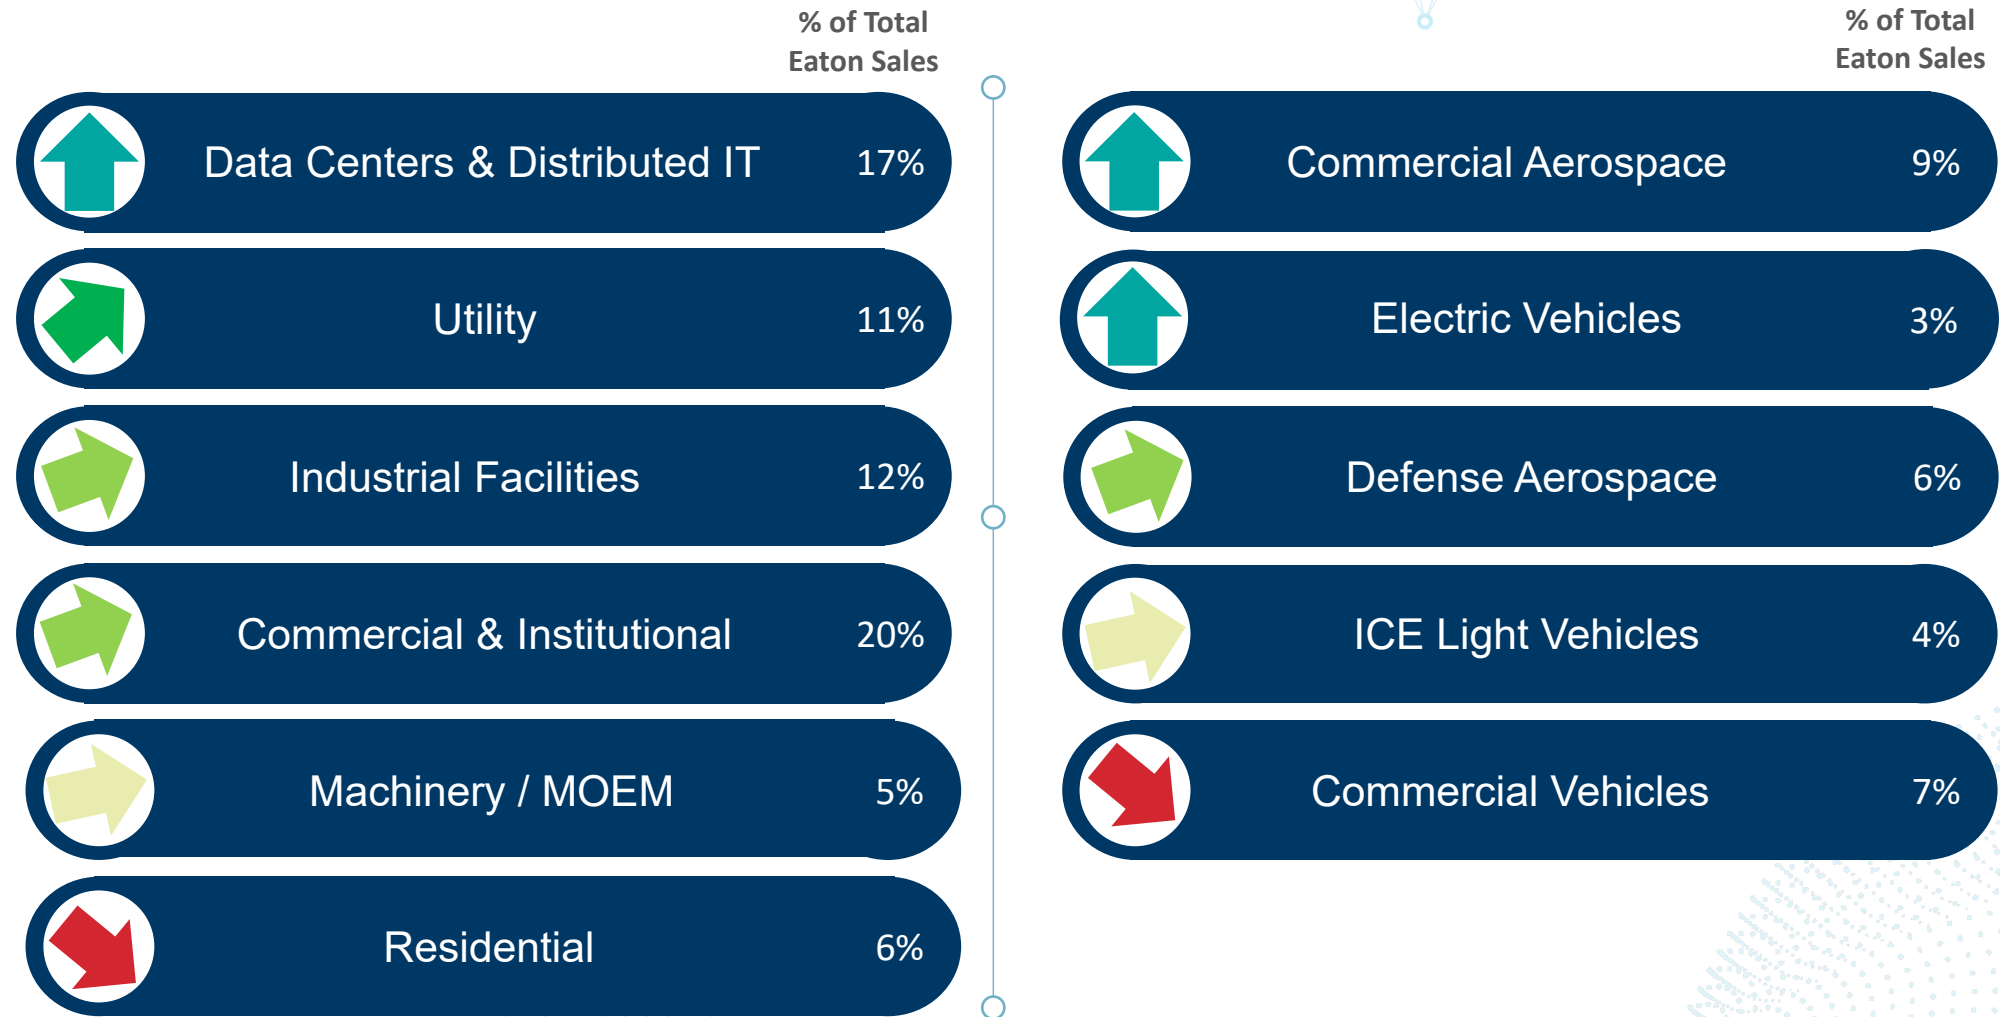 % of Total
Eaton Sales
Data Centers & Distributed IT 17%
Utility 11%
Industrial Facilities 12%
Commercial & Institutional 20%
Machinery / MOEM 5%
Residential 6%
% of Total
Eaton Sales
Commercial Aerospace 9%
Electric Vehicles 3%
Defense Aerospace 6%
ICE Light Vehicles 4%
Commercial Vehicles 7%